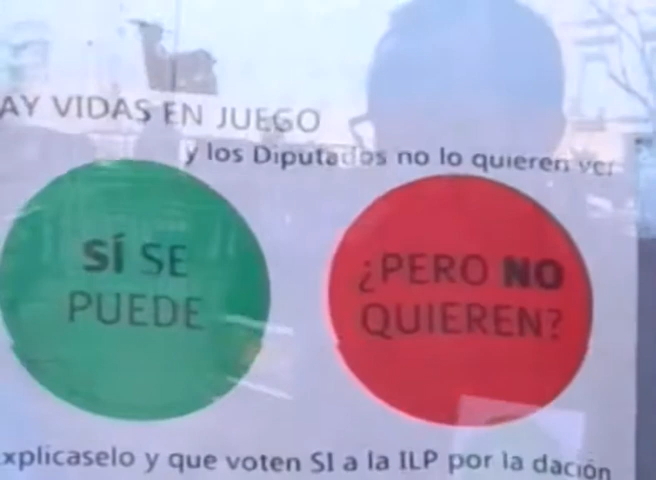 AY VIDAS EN JUEGO
y los Diputados no lo quieren ver
SÍ SE
PUEDE
¿PERO NO
QUIEREN?
xplicaselo y que voten SI a la ILP por la dación